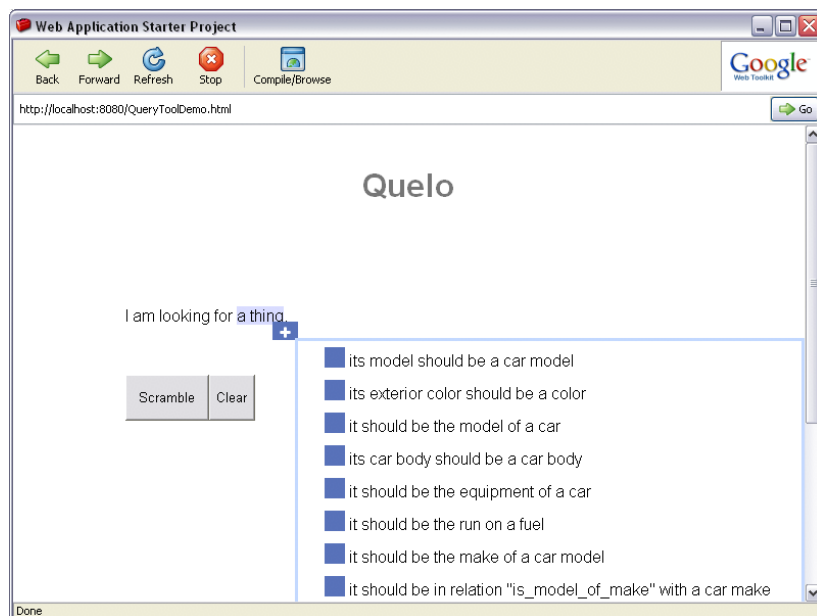 Web Application Starter Project
Back Forward Refresh Stop Compile/Browse
Google
Web Toolkit
http://localhost:8080/QueryToolDemo.html Go
Quelo
I am looking for a thing.
+
its model should be a car model
its exterior color should be a color
Scramble Clear
it should be the model of a car
its car body should be a car body
it should be the equipment of a car
it should be the run on a fuel
it should be the make of a car model
it should be in relation "is_model_of_make" with a car make
Done